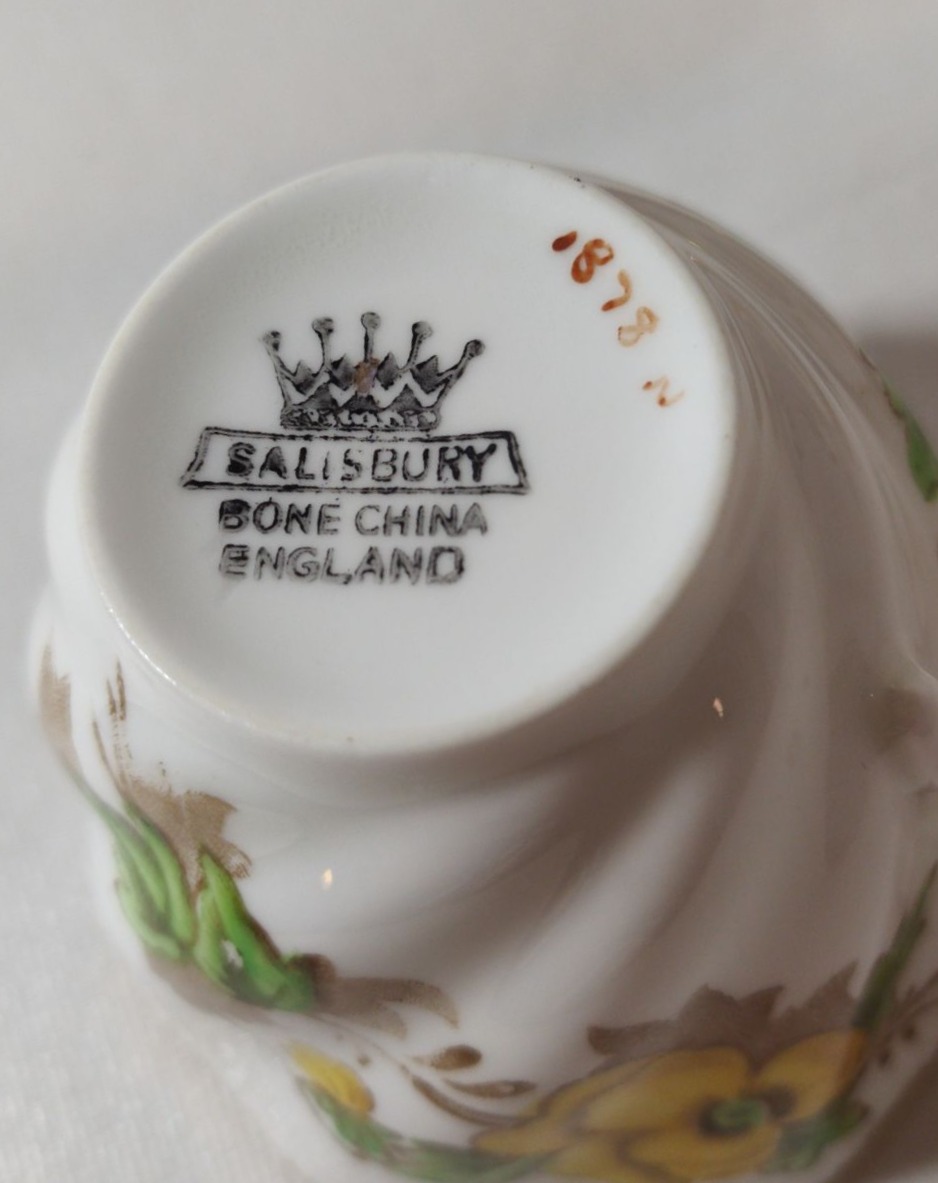 1878 N
SALISBURY
BONE CHINA
ENGLAND